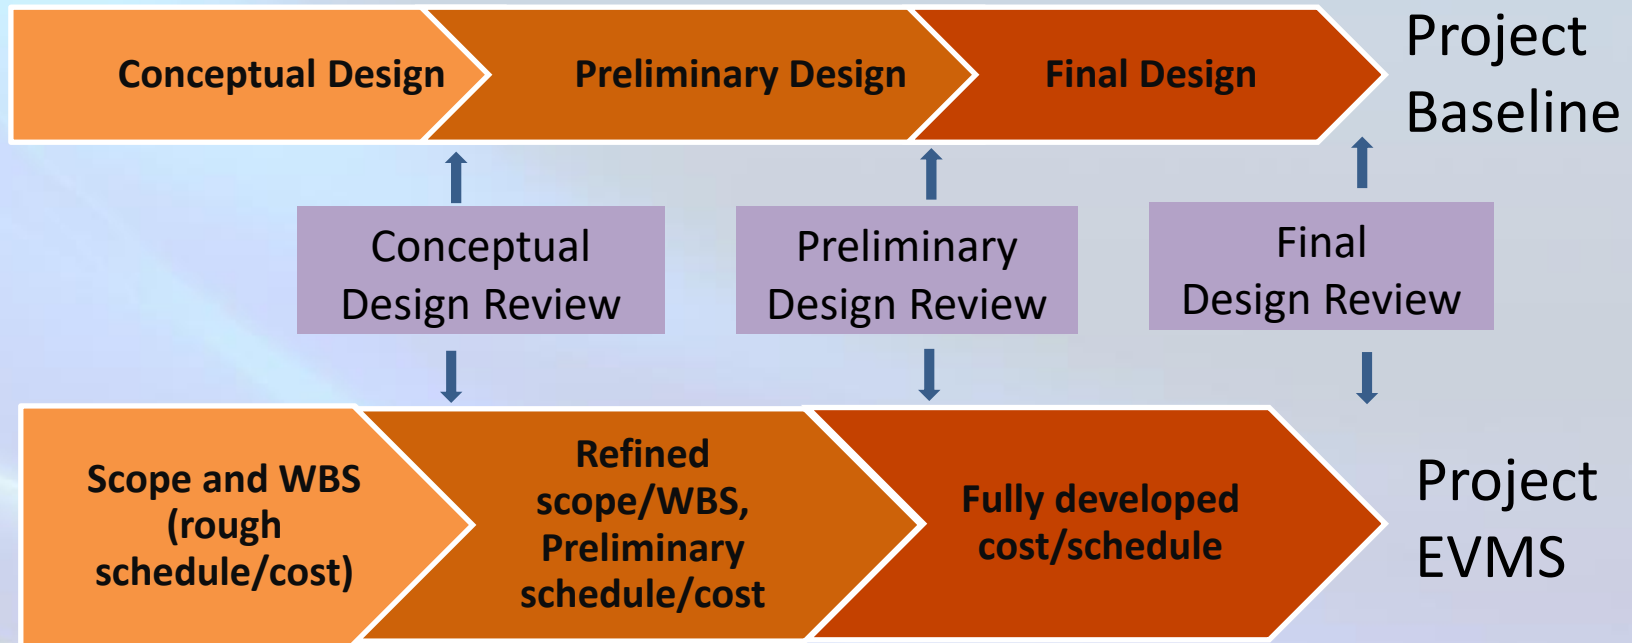 Conceptual Design
Preliminary Design
Final Design
Project
Baseline
Conceptual
Design Review
Preliminary
Design Review
Final
Design Review
Scope and WBS
(rough
schedule/cost)
Refined
scope/WBS,
Preliminary
schedule/cost
Fully developed
cost/schedule
Project
EVMS